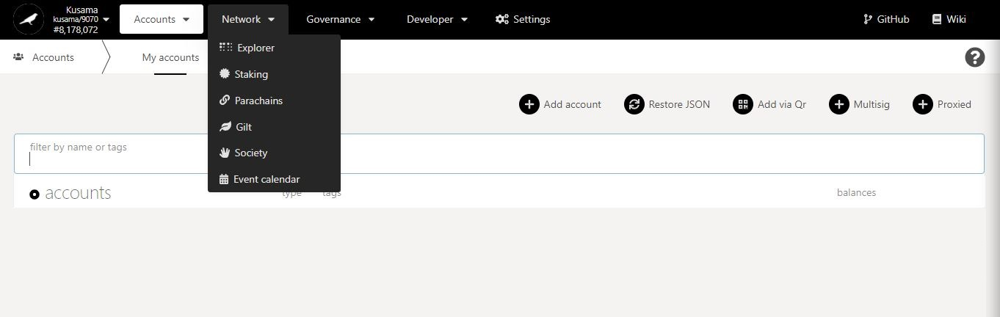 Kusama
kusama/9070
#8,178,072
Accounts
Network
Governance
Developer
Settings
GitHub
Wiki
Accounts
My accounts
Explorer
Staking
Parachains
Gilt
Society
Event calendar
Add account
Restore JSON
Add via Qr
Multisig
Proxied
filter by name or tags
accounts
type
tags
balances